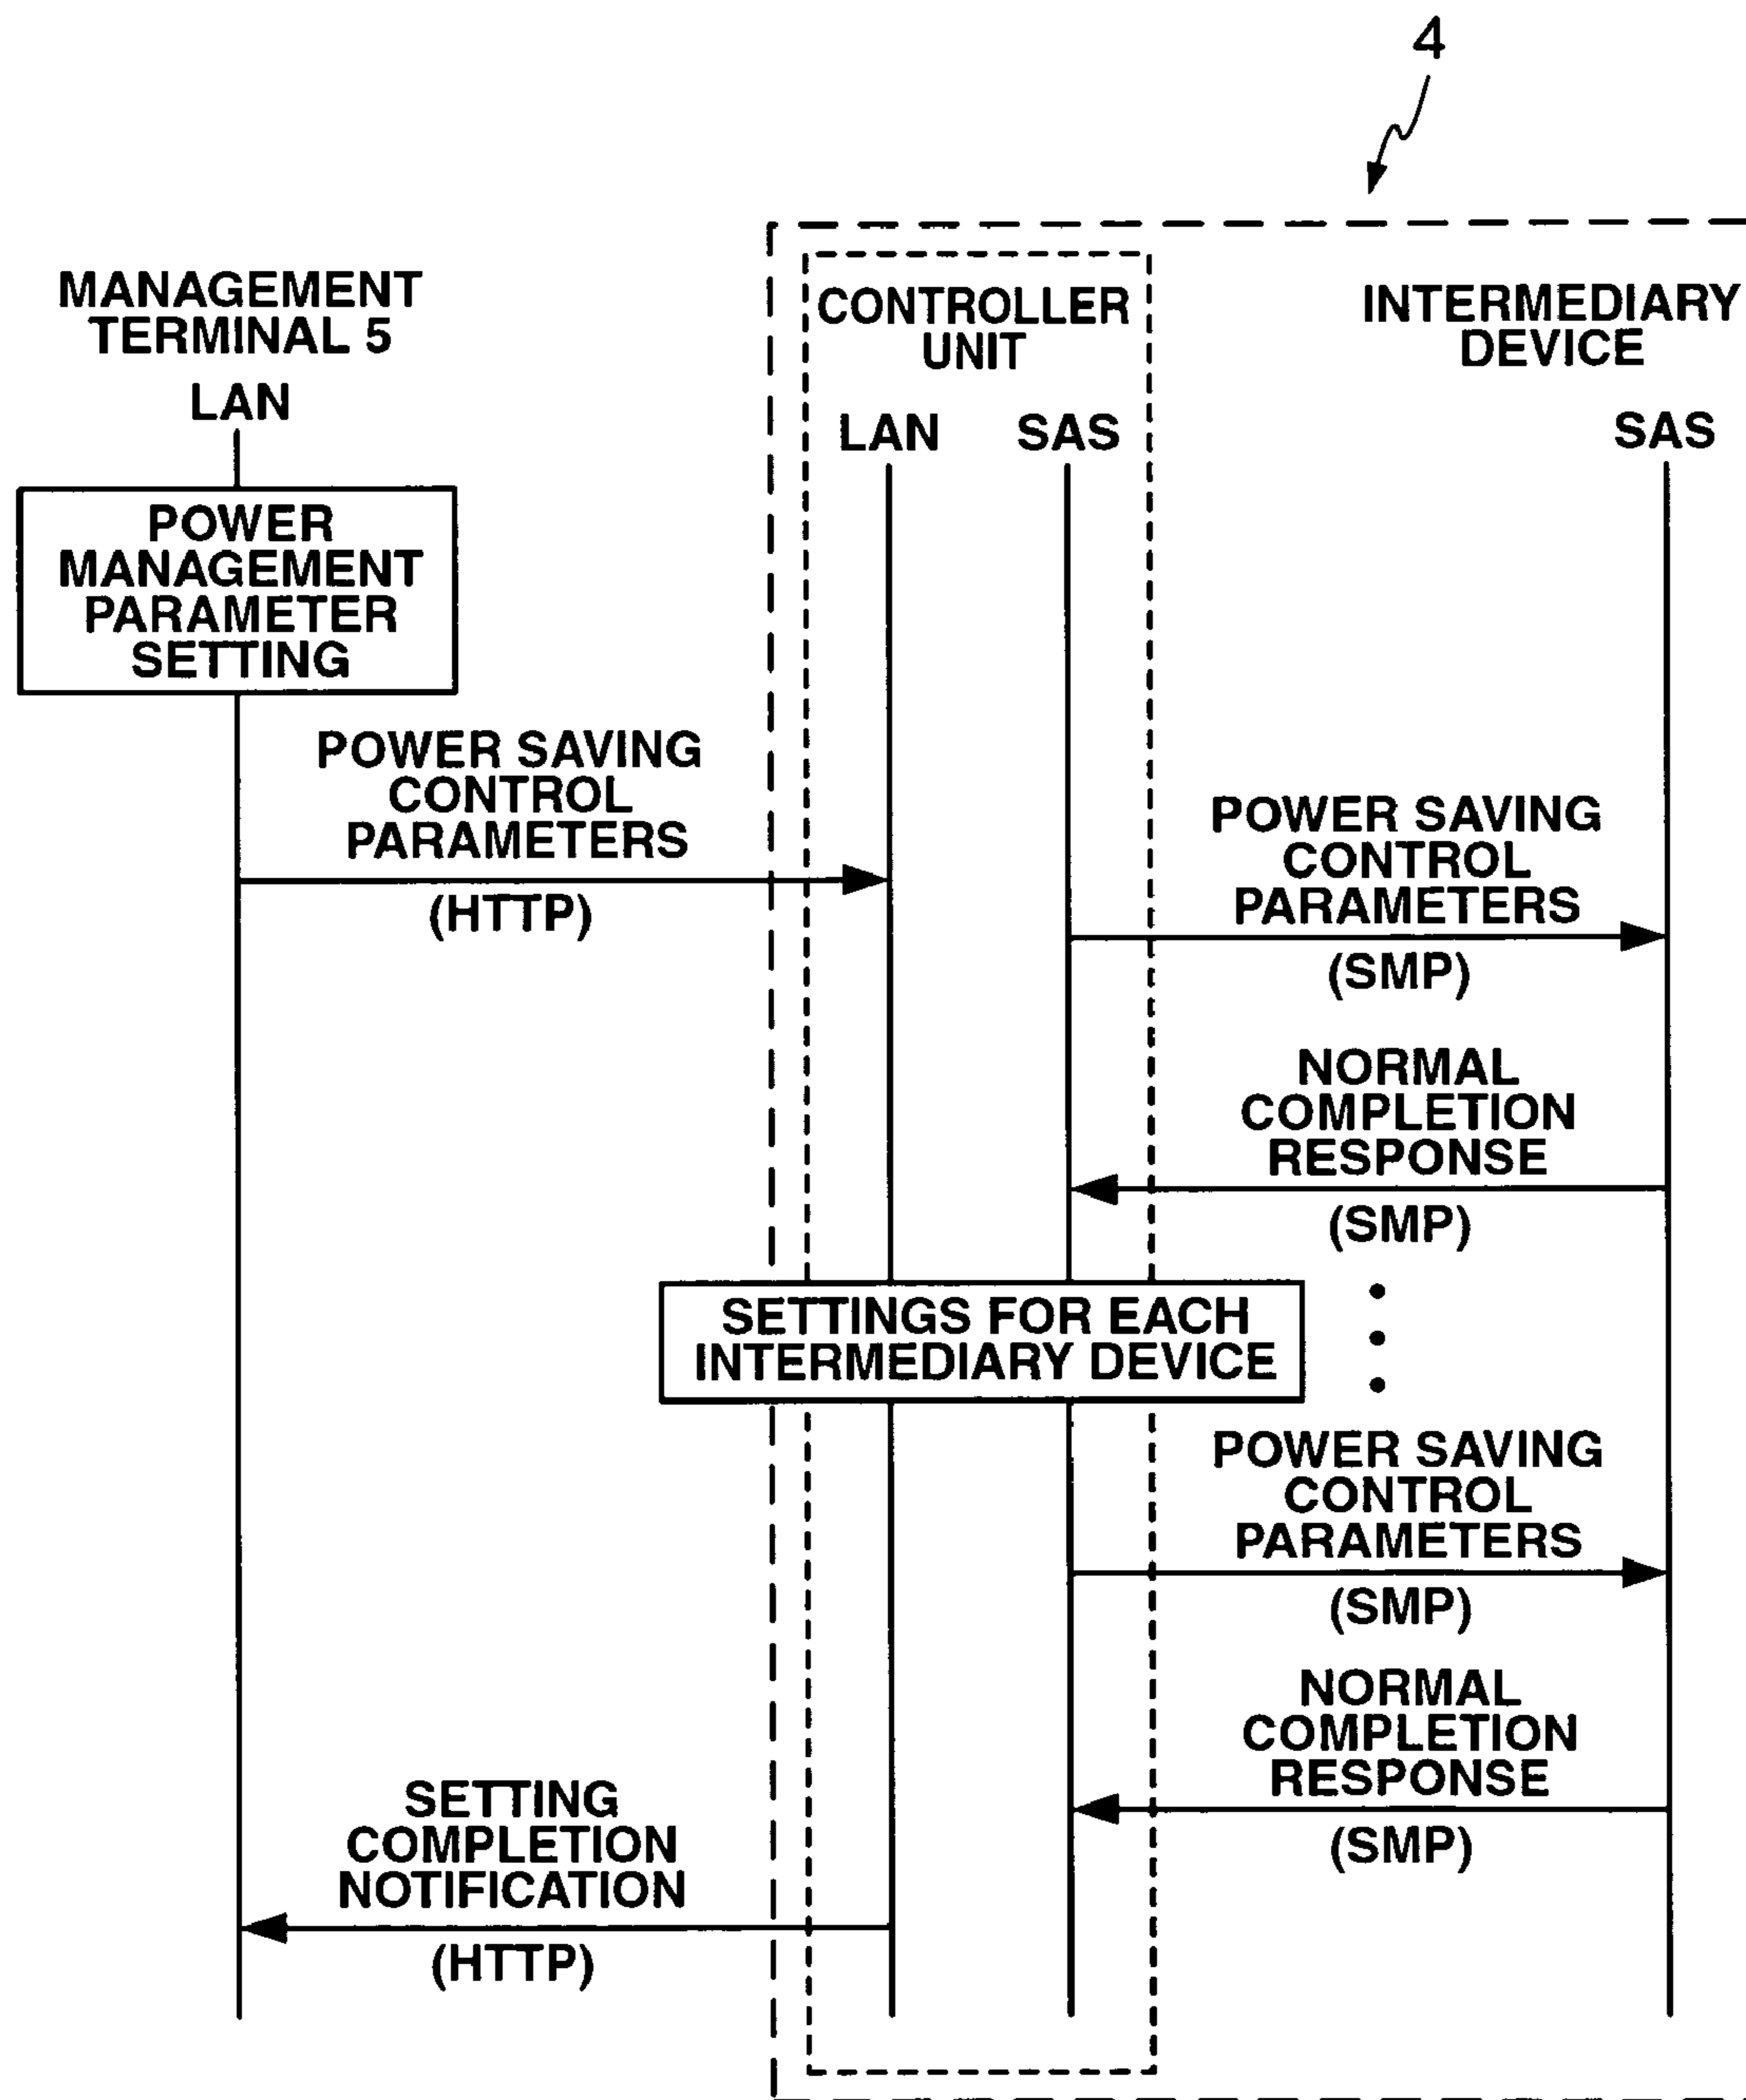 4
MANAGEMENT
TERMINAL 5
LAN
CONTROLLER
UNIT
LAN
SAS
INTERMEDIARY
DEVICE
SAS
POWER
MANAGEMENT
PARAMETER
SETTING
POWER SAVING
CONTROL
PARAMETERS
(HTTP)
POWER SAVING
CONTROL
PARAMETERS
(SMP)
NORMAL
COMPLETION
RESPONSE
(SMP)
SETTINGS FOR EACH
INTERMEDIARY DEVICE
POWER SAVING
CONTROL
PARAMETERS
(SMP)
NORMAL
COMPLETION
RESPONSE
(SMP)
SETTING
COMPLETION
NOTIFICATION
(HTTP)